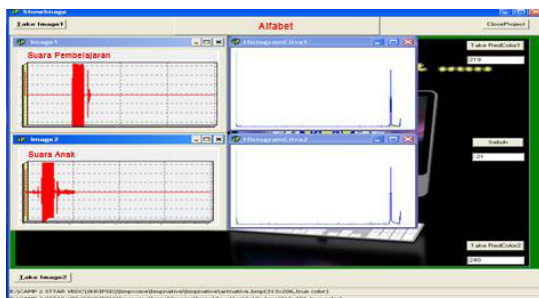 ShowImage
Take Image1
Alfabet
CloseProject
Image1
HistogramCitra1
Take RedColor1
Suara Pembelajaran
219
Image2
HistogramCitra2
Selisih
Suara Anak
-21
Take RedColor2
240
Take Image2